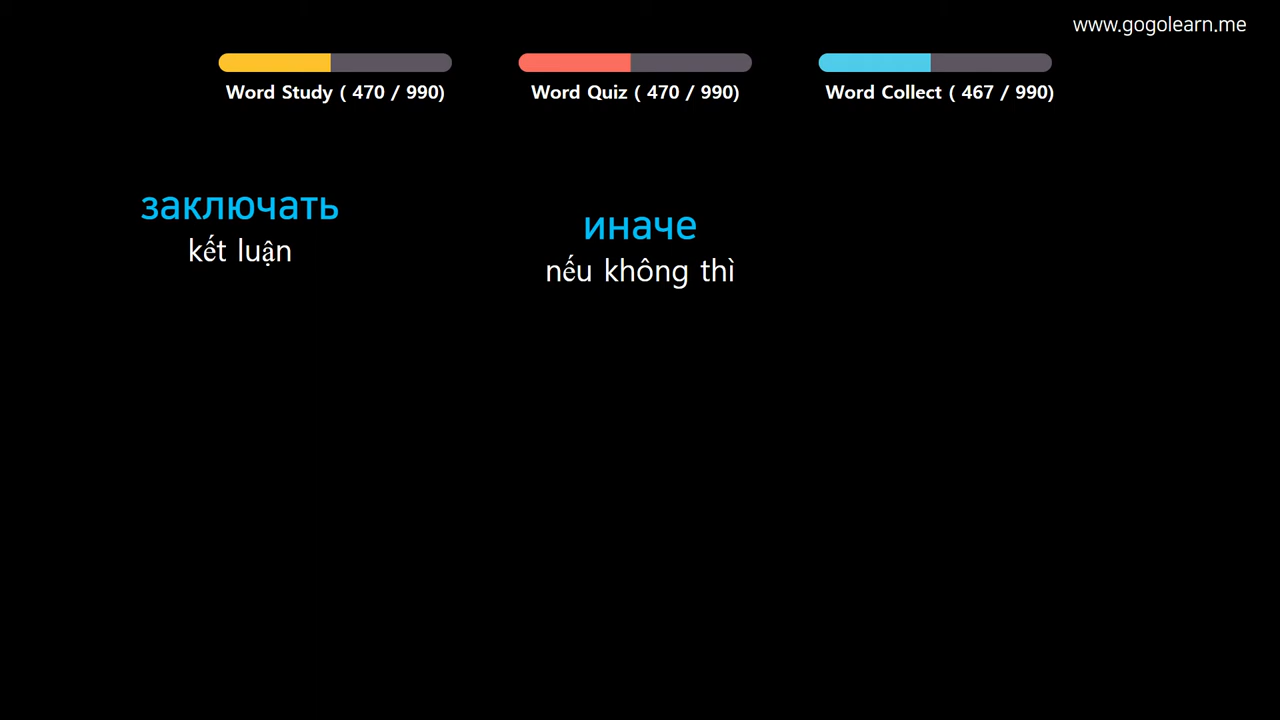 www.gogolearn.me
Word Study ( 470 / 990)
Word Quiz ( 470 / 990)
Word Collect ( 467 / 990)
заключать
kết luận
иначе
nếu không thì